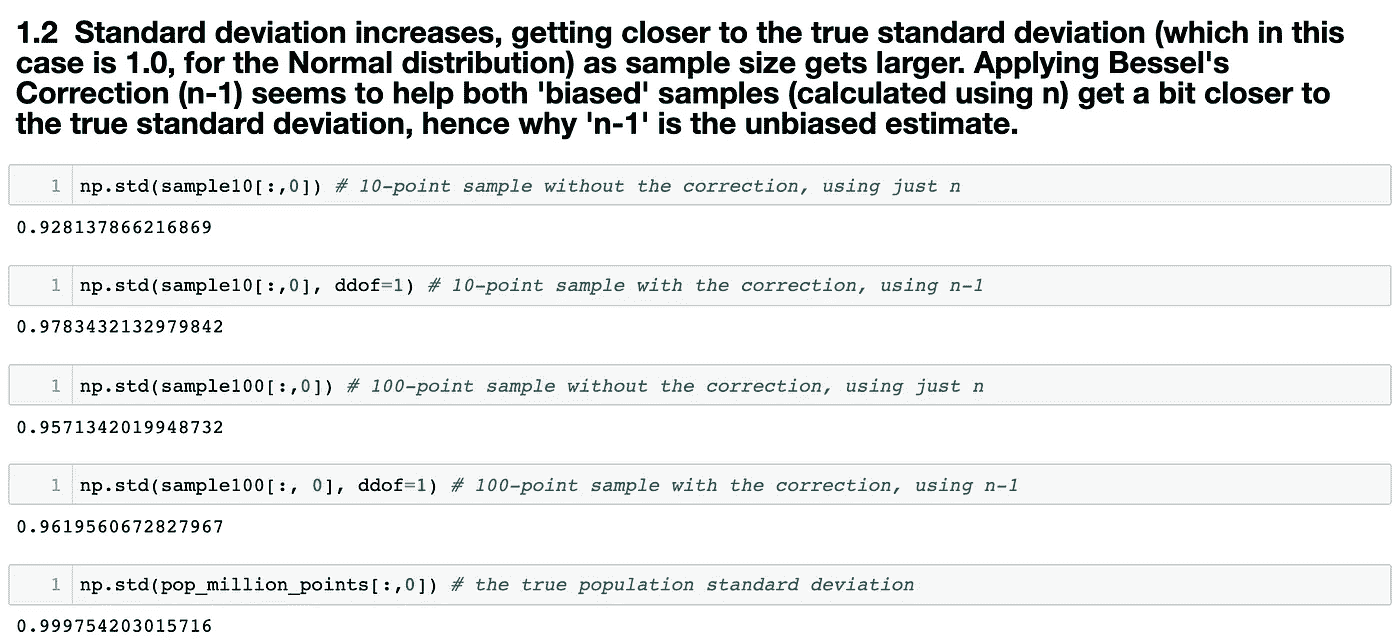 1.2 Standard deviation increases, getting closer to the true standard deviation (which in this
case is 1.0, for the Normal distribution) as sample size gets larger. Applying Bessel's
Correction (n-1) seems to help both 'biased' samples (calculated using n) get a bit closer to
the true standard deviation, hence why 'n-1' is the unbiased estimate.
1 np.std(sample10[:,0]) # 10-point sample without the correction, using just n
0.928137866216869
1 np.std(sample10[:,0], ddof=1) # 10-point sample with the correction, using n-1
0.9783432132979842
1 np.std(sample100[:,0]) # 100-point sample without the correction, using just n
0.9571342019948732
1 np.std(sample100[:, 0], ddof=1) # 100-point sample with the correction, using n-1
0.9619560672827967
1 np.std(pop_million_points[:,0]) # the true population standard deviation
0.999754203015716